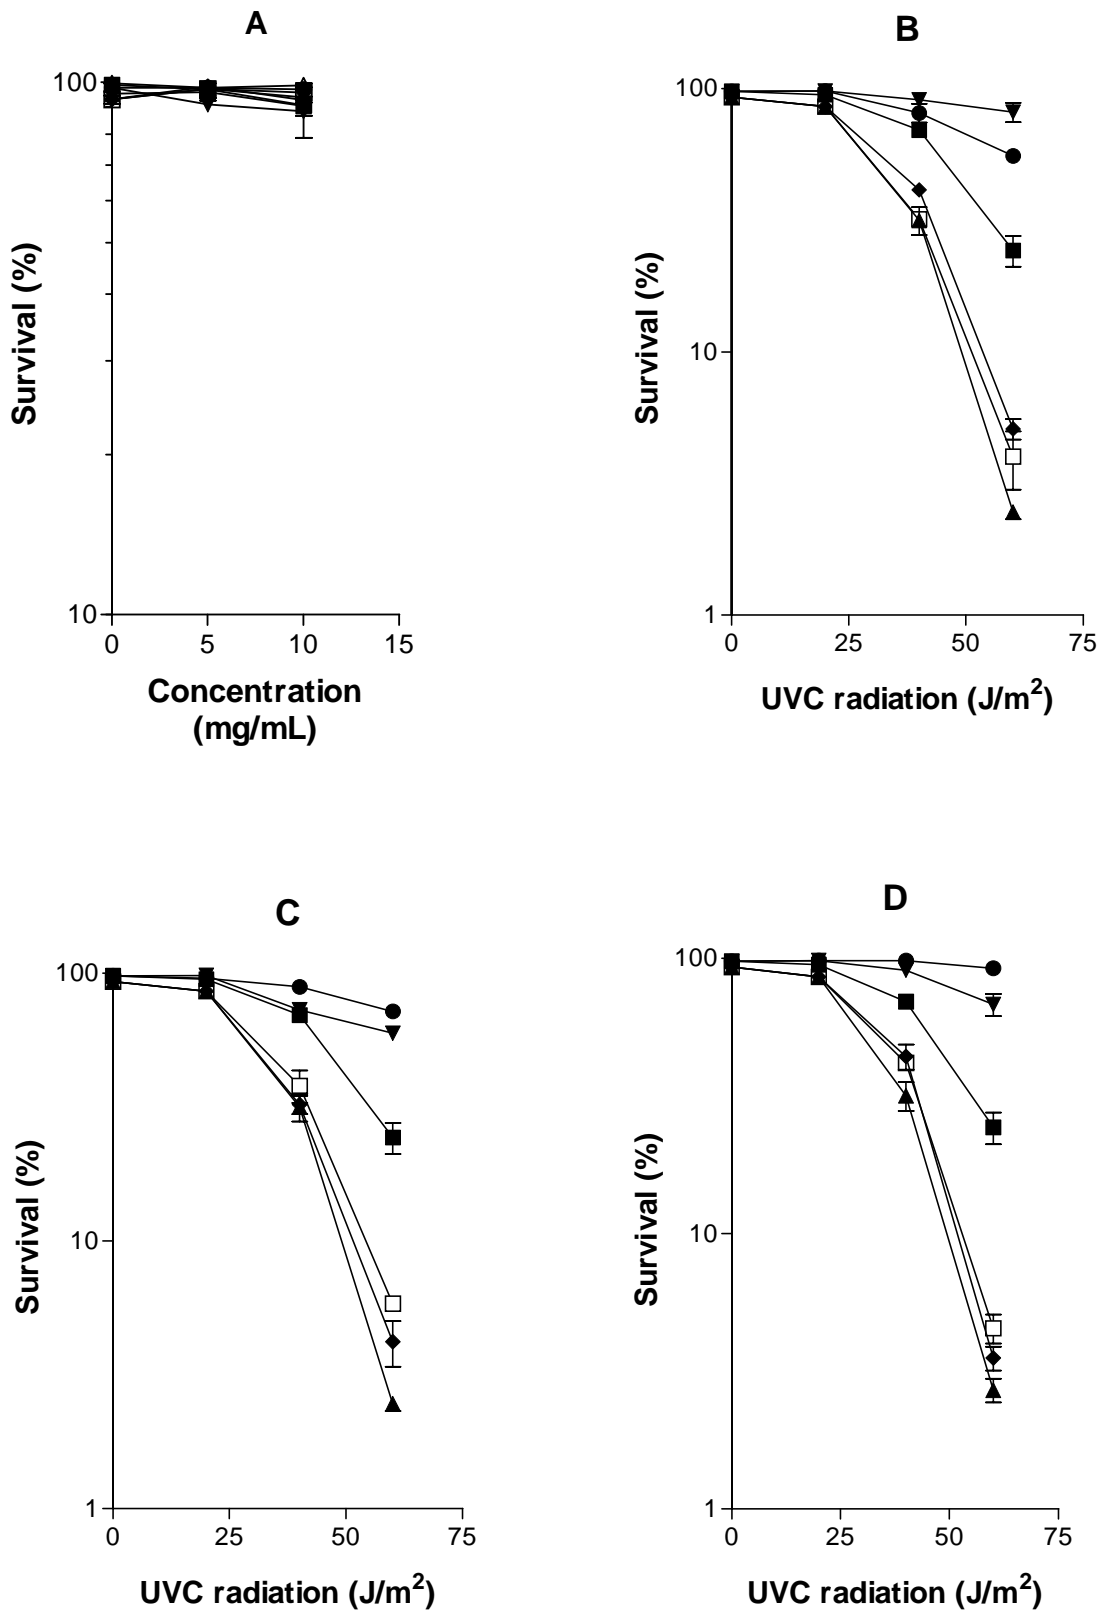 A
100
10
0 5 10 15
Survival (%)
Concentration
(mg/mL)
B
100
10
1
0 25 50 75
Survival (%)
UVC radiation (J/m²)
C
100
10
1
0 25 50 75
Survival (%)
UVC radiation (J/m²)
D
100
10
1
0 25 50 75
Survival (%)
UVC radiation (J/m²)